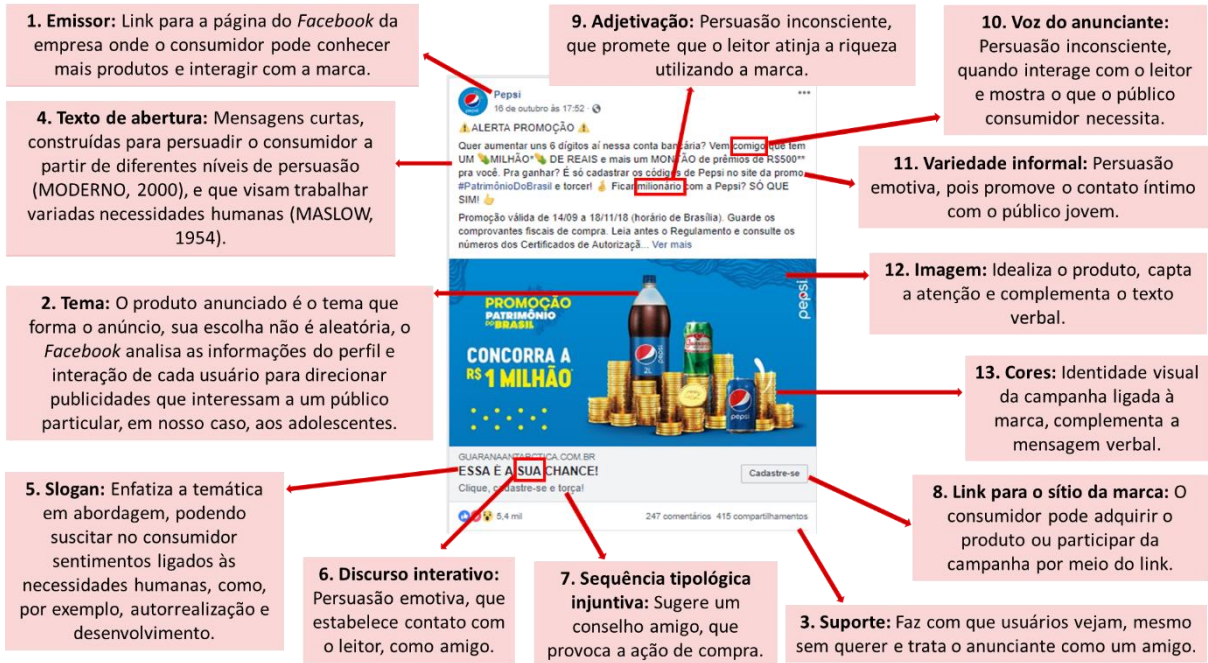 1. Emissor: Link para a página do Facebook da
empresa onde o consumidor pode conhecer
mais produtos e interagir com a marca.
9. Adjetivação: Persuasão inconsciente,
que promete que o leitor atinja a riqueza
utilizando a marca.
10. Voz do anunciante:
Persuasão inconsciente,
quando interage com o leitor
e mostra o que o público
consumidor necessita.
4. Texto de abertura: Mensagens curtas,
construídas para persuadir o consumidor a
partir de diferentes níveis de persuasão
(MODERNO, 2000), e que visam trabalhar
variadas necessidades humanas (MASLOW,
1954).
Pepsi
16 de outubro às 17:52
ALERTA PROMOÇÃO
Quer aumentar uns 6 dígitos aí nessa conta bancária? Vem comigo que tem
UM MILHÃO* DE REAIS e mais um MONTÃO de prêmios de R$500**
pra você. Pra ganhar? É só cadastrar os códigos de Pepsi no site da promo
#PatrimônioDoBrasil e torcer! Ficar milionário com a Pepsi? SÓ QUE
SIM!
Promoção válida de 14/09 a 18/11/18 (horário de Brasília). Guarde os
comprovantes fiscais de compra. Leia antes o Regulamento e consulte os
números dos Certificados de Autorizaçã... Ver mais
11. Variedade informal: Persuasão
emotiva, pois promove o contato íntimo
com o público jovem.
12. Imagem: Idealiza o produto, capta
a atenção e complementa o texto
verbal.
2. Tema: O produto anunciado é o tema que
forma o anúncio, sua escolha não é aleatória, o
Facebook analisa as informações do perfil e
interação de cada usuário para direcionar
publicidades que interessam a um público
particular, em nosso caso, aos adolescentes.
PROMOÇÃO
PATRIMÔNIO
DO BRASIL
CONCORRA A
R$ 1 MILHÃO
pepsi
pepsi
13. Cores: Identidade visual
da campanha ligada à
marca, complementa a
mensagem verbal.
GUARANAANTARCTICA.COM.BR
ESSA É A SUA CHANCE!
Clique, cadastre-se e torça!
Cadastre-se
5,4 mil
247 comentários 415 compartilhamentos
5. Slogan: Enfatiza a temática
em abordagem, podendo
suscitar no consumidor
sentimentos ligados às
necessidades humanas, como,
por exemplo, autorrealização e
desenvolvimento.
6. Discurso interativo:
Persuasão emotiva, que
estabelece contato com
o leitor, como amigo.
7. Sequência tipológica
injuntiva: Sugere um
conselho amigo, que
provoca a ação de compra.
8. Link para o sítio da marca: O
consumidor pode adquirir o
produto ou participar da
campanha por meio do link.
3. Suporte: Faz com que usuários vejam, mesmo
sem querer e trata o anunciante como um amigo.